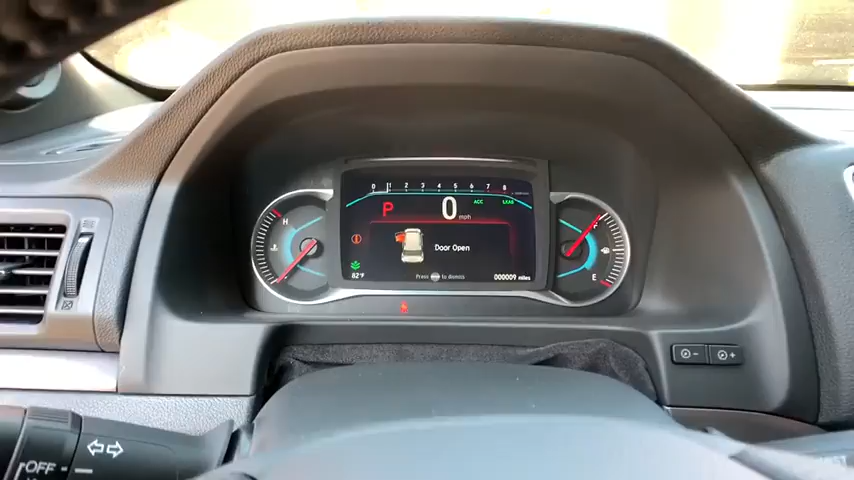 0 1 2 3 4 5 6 7 8
P 0 mph ACC LKAS
H F
Door Open
C E
82°F Press to dismiss 000009 miles
- +
OFF